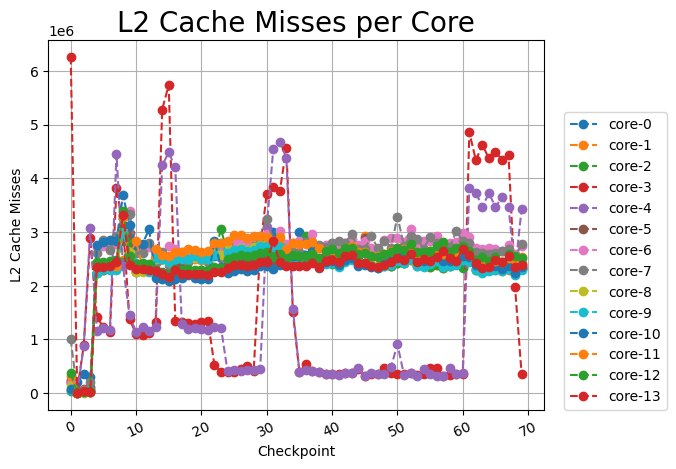 L2 Cache Misses per Core
1e6
6
5
4
3
2
1
0
L2 Cache Misses
0 10 20 30 40 50 60 70
Checkpoint
core-0
core-1
core-2
core-3
core-4
core-5
core-6
core-7
core-8
core-9
core-10
core-11
core-12
core-13